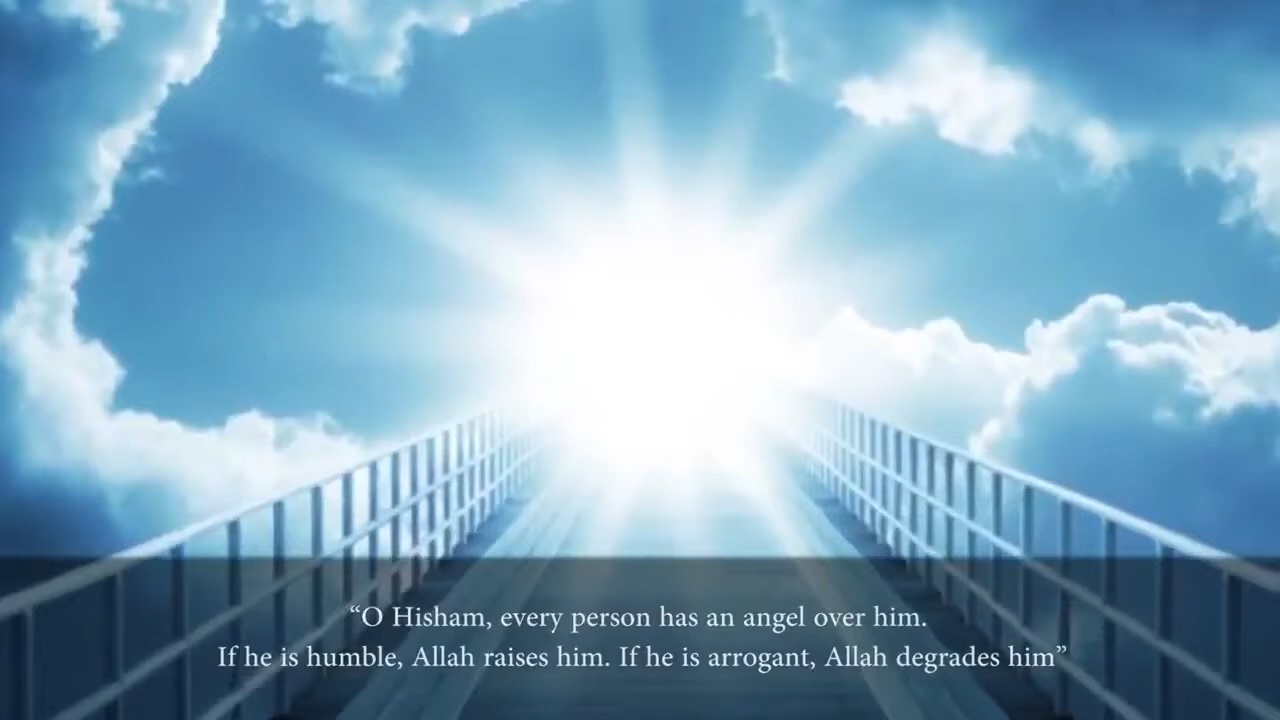 “O Hisham, every person has an angel over him.
If he is humble, Allah raises him. If he is arrogant, Allah degrades him”